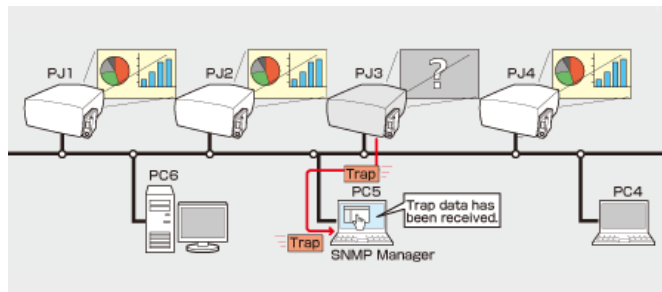 PJ1
PJ2
PJ3
?
PJ4
PC6
Trap
PC5
Trap data has
been received.
PC4
Trap
SNMP Manager